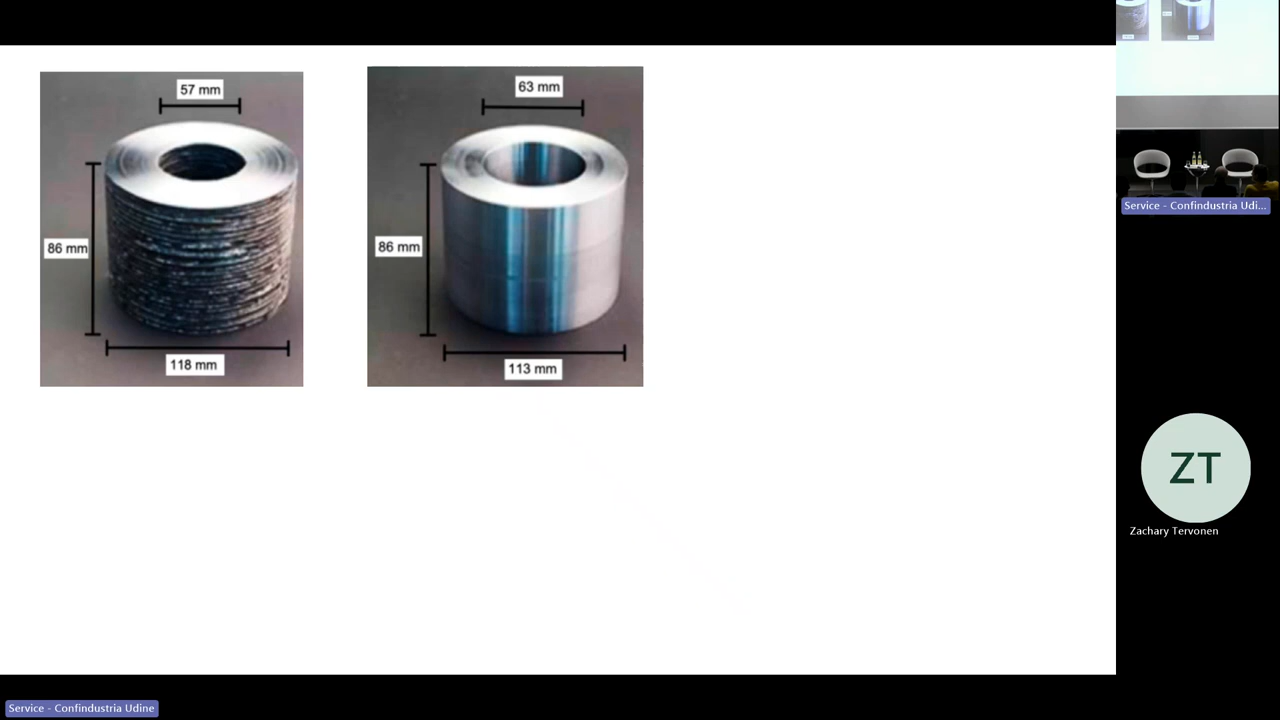 57 mm
86 mm
118 mm
63 mm
86 mm
113 mm
Service - Confindustria Udi...
ZT
Zachary Tervonen
Service - Confindustria Udine